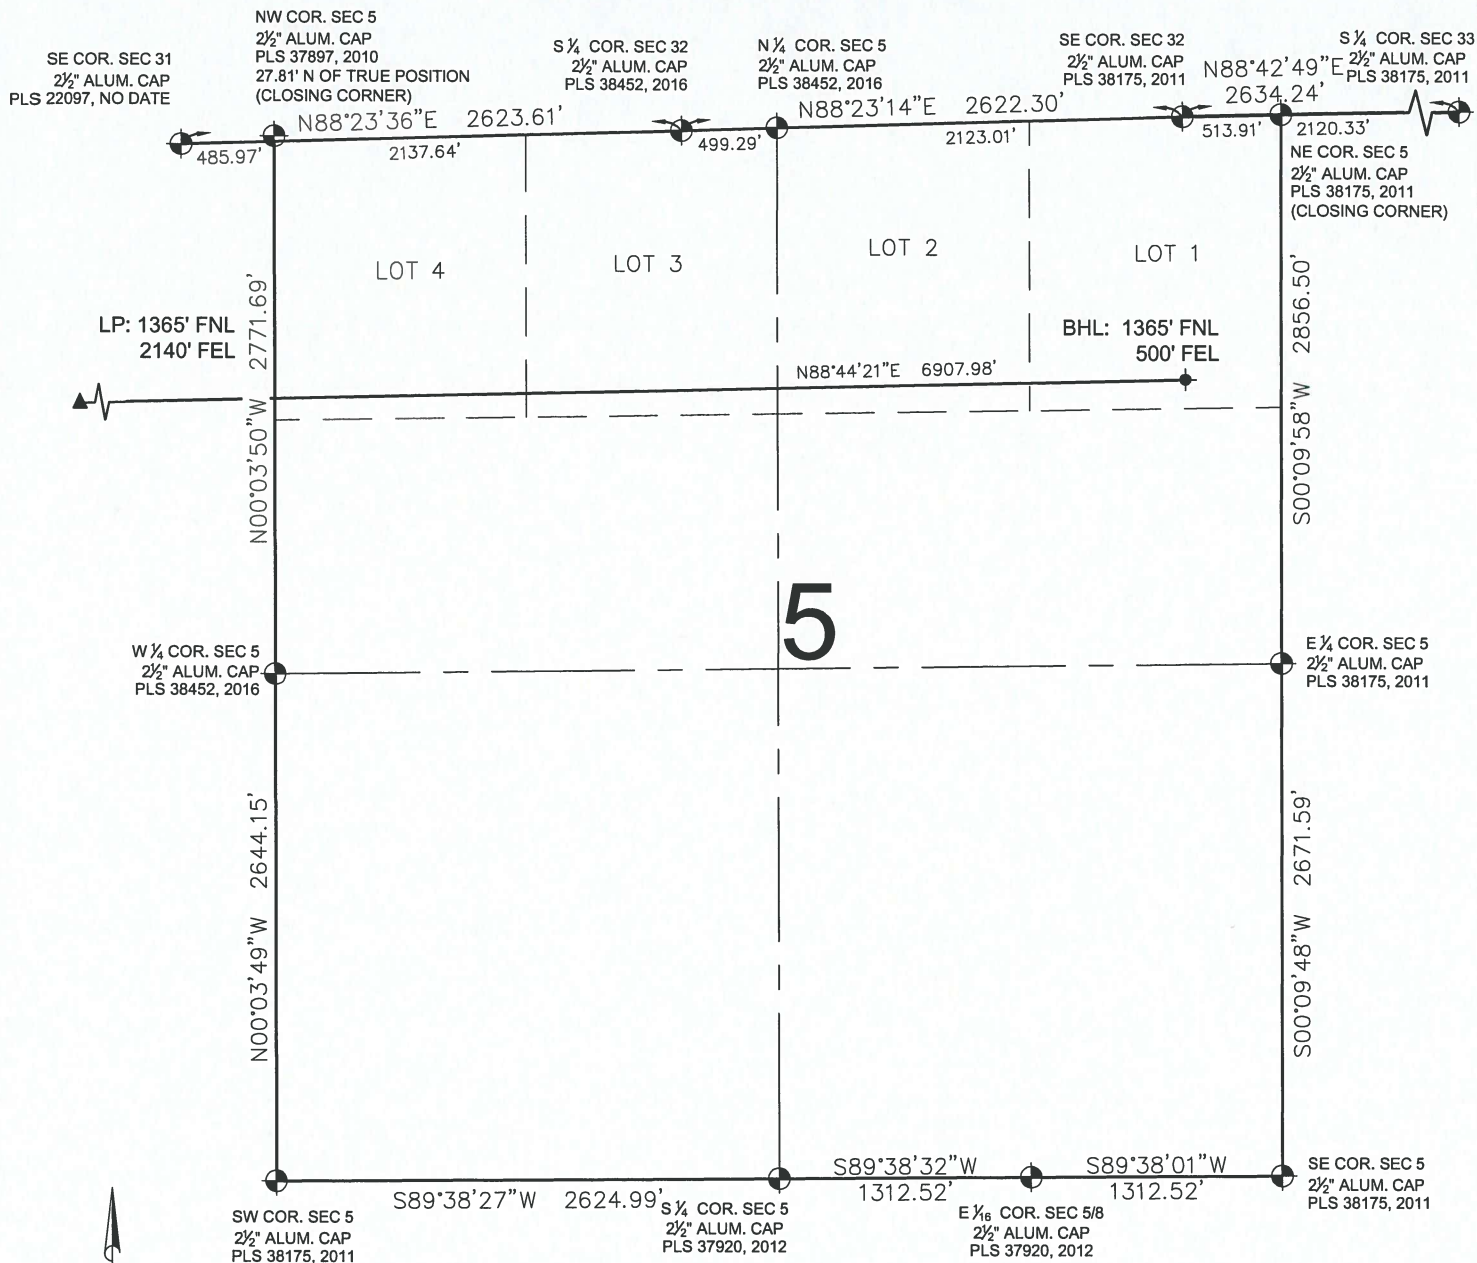 NW COR. SEC 5
2½" ALUM. CAP
PLS 37897, 2010
27.81' N OF TRUE POSITION
(CLOSING CORNER)
SE COR. SEC 31
2½" ALUM. CAP
PLS 22097, NO DATE
S ¼ COR. SEC 32
2½" ALUM. CAP
PLS 38452, 2016
N ¼ COR. SEC 5
2½" ALUM. CAP
PLS 38452, 2016
SE COR. SEC 32
2½" ALUM. CAP
PLS 38175, 2011
S ¼ COR. SEC 33
2½" ALUM. CAP
PLS 38175, 2011
N88°42'49"E
2634.24'
N88°23'36"E 2623.61'
N88°23'14"E 2622.30'
485.97'
2137.64'
499.29'
2123.01'
513.91'
2120.33'
NE COR. SEC 5
2½" ALUM. CAP
PLS 38175, 2011
(CLOSING CORNER)
LOT 4
LOT 3
LOT 2
LOT 1
LP: 1365' FNL
2140' FEL
N00°03'50"W 2771.69'
BHL: 1365' FNL
500' FEL
N88°44'21"E 6907.98'
S00°09'58"W 2856.50'
5
W ¼ COR. SEC 5
2½" ALUM. CAP
PLS 38452, 2016
E ¼ COR. SEC 5
2½" ALUM. CAP
PLS 38175, 2011
N00°03'49"W 2644.15'
S00°09'48"W 2671.59'
S89°38'27"W 2624.99'
S89°38'32"W
1312.52'
S89°38'01"W
1312.52'
SW COR. SEC 5
2½" ALUM. CAP
PLS 38175, 2011
S ¼ COR. SEC 5
2½" ALUM. CAP
PLS 37920, 2012
E ⅟16 COR. SEC 5/8
2½" ALUM. CAP
PLS 37920, 2012
SE COR. SEC 5
2½" ALUM. CAP
PLS 38175, 2011